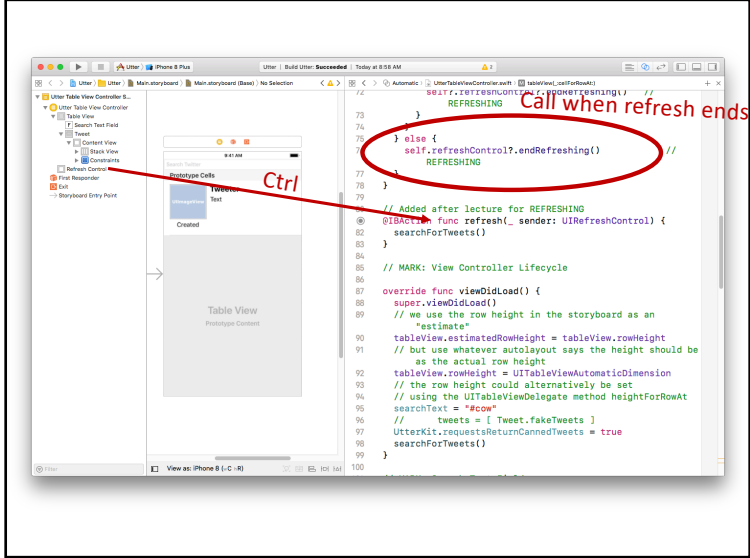 Utter
iPhone 8 Plus
Utter | Build Utter: Succeeded | Today at 8:58 AM
2
Utter
Utter
Main.storyboard
Main.storyboard (Base)
No Selection
Automatic
UtterTableViewController.swift
tableView(_:cellForRowAt:)
Utter Table View Controller S...
Utter Table View Controller
Table View
F Search Text Field
Tweet
Content View
Stack View
Constraints
Refresh Control
First Responder
Exit
Storyboard Entry Point
Filter
Ctrl
9:41 AM
Search Twitter
Prototype Cells
UIImageView
Tweeter
Text
Created
Table View
Prototype Content
View as: iPhone 8 (wC hR)
Call when refresh ends
72 self?.refreshControl?.endRefreshing() //
REFRESHING
73 }
}
} else {
self.refreshControl?.endRefreshing() //
REFRESHING
77 }
78 }
79
// Added after lecture for REFRESHING
@IBAction func refresh(_ sender: UIRefreshControl) {
82 searchForTweets()
83 }
84
85 // MARK: View Controller Lifecycle
86
87 override func viewDidLoad() {
88 super.viewDidLoad()
89 // we use the row height in the storyboard as an
"estimate"
90 tableView.estimatedRowHeight = tableView.rowHeight
91 // but use whatever autolayout says the height should be
as the actual row height
92 tableView.rowHeight = UITableViewAutomaticDimension
93 // the row height could alternatively be set
94 // using the UITableViewDelegate method heightForRowAt
95 searchText = "#cow"
96 // tweets = [ Tweet.fakeTweets ]
97 UtterKit.requestsReturnCannedTweets = true
98 searchForTweets()
99 }
100